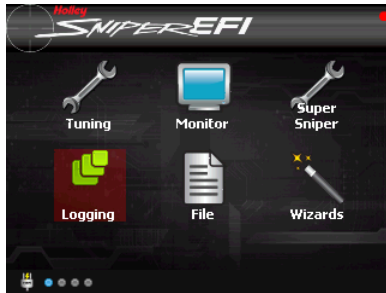 Holley
SNIPER EFI
Tuning
Monitor
Super
Sniper
Logging
File
Wizards